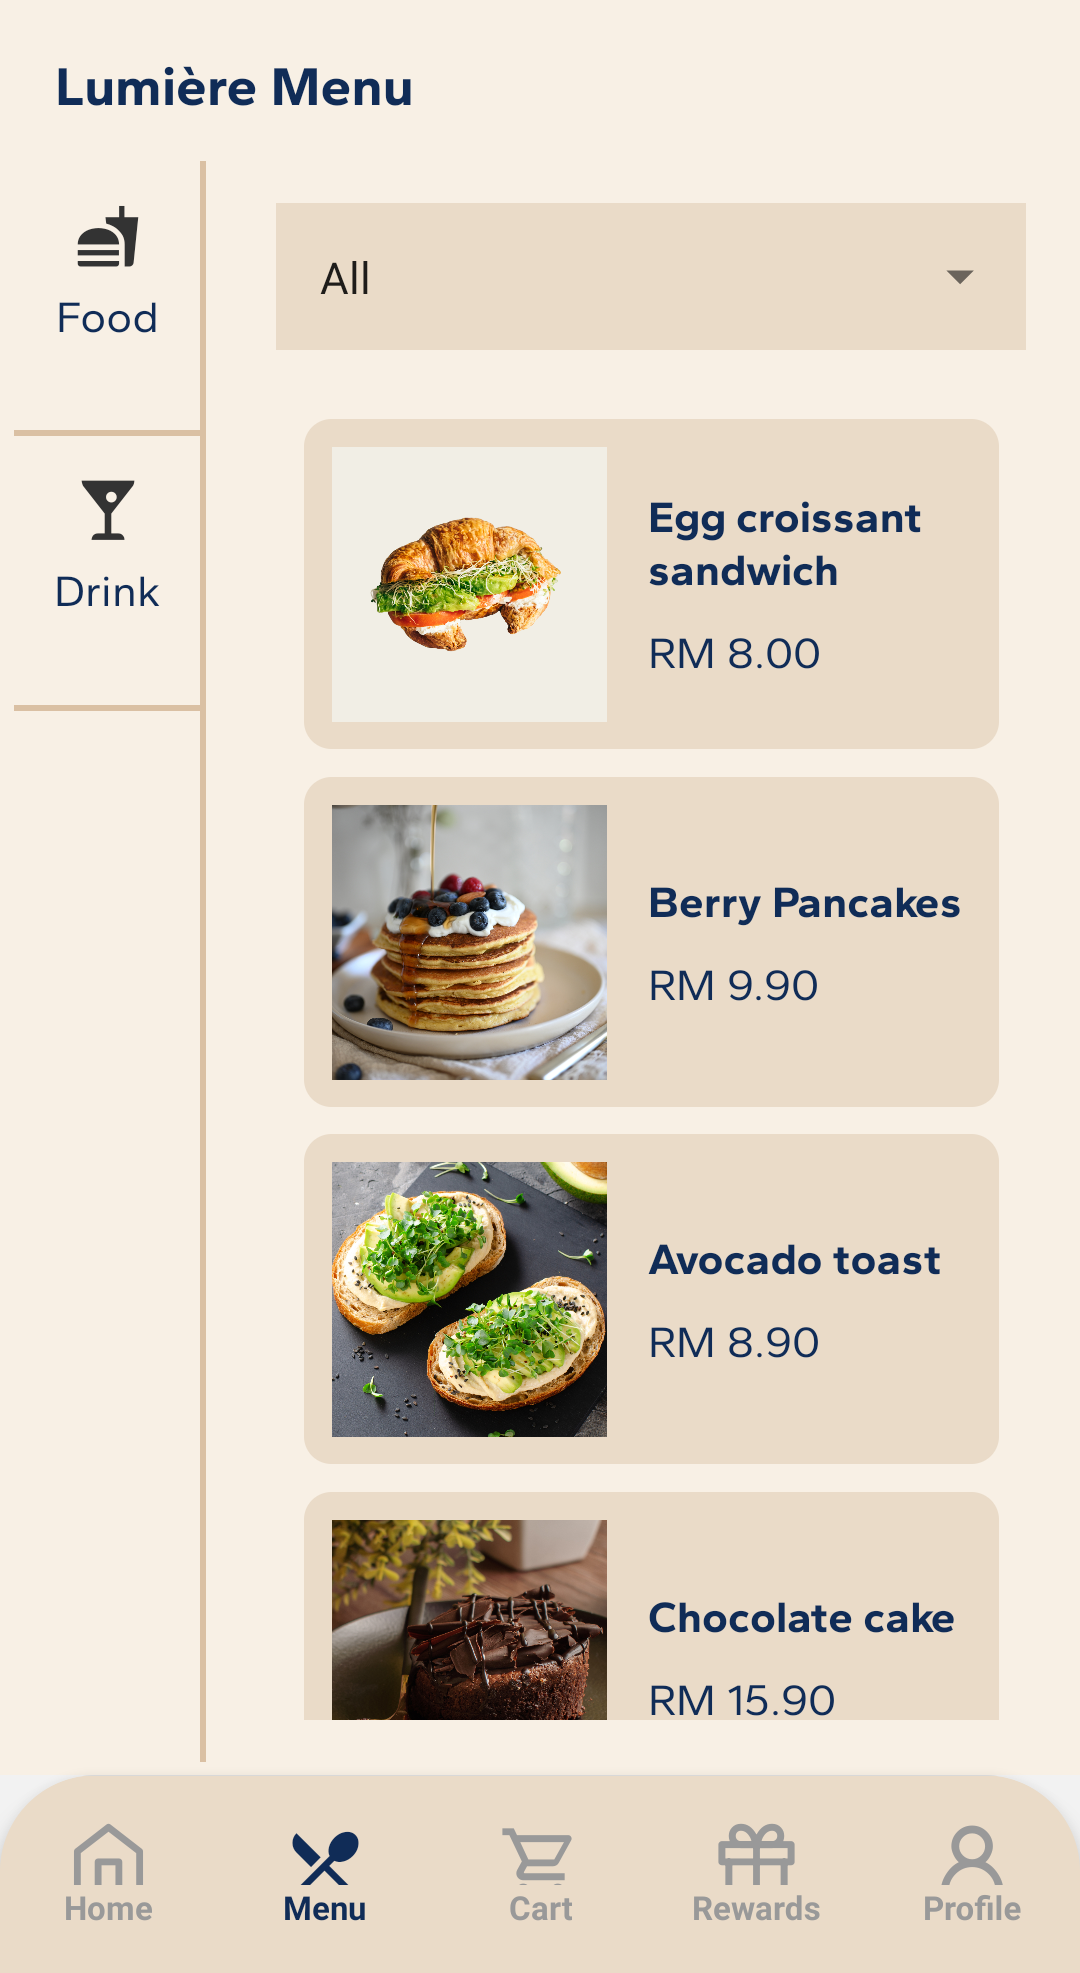 Lumière Menu
Food
Drink
All
Egg croissant
sandwich
RM 8.00
Berry Pancakes
RM 9.90
Avocado toast
RM 8.90
Chocolate cake
RM 15.90
Home
Menu
Cart
Rewards
Profile